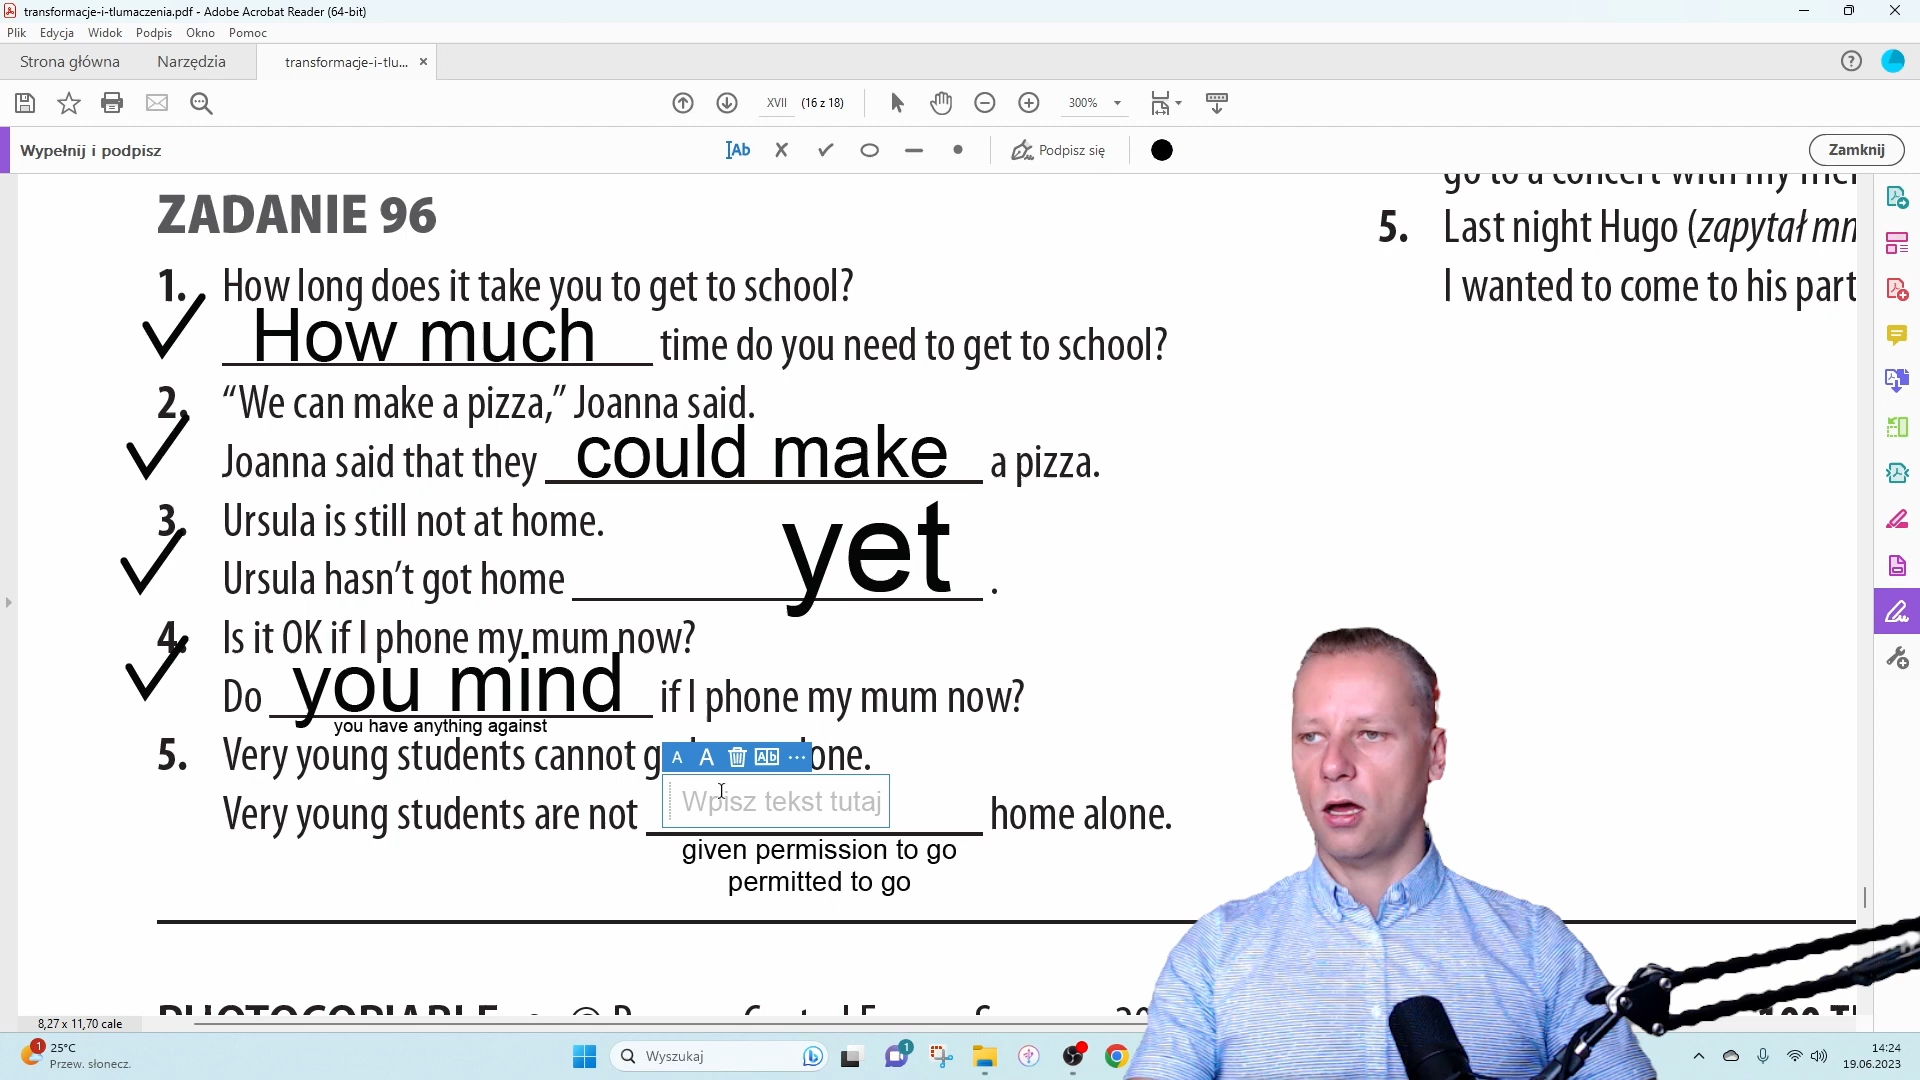 transformacje-i-tlumaczenia.pdf - Adobe Acrobat Reader (64-bit)
Plik Edycja Widok Podpis Okno Pomoc
Strona główna Narzędzia transformacje-i-tlu... ×
XVII (16 z 18) 300%
Wypełnij i podpisz Ab Podpisz się Zamknij
ZADANIE 96
1. How long does it take you to get to school?
How much time do you need to get to school?
2. “We can make a pizza,” Joanna said.
Joanna said that they could make a pizza.
3. Ursula is still not at home.
Ursula hasn’t got home yet .
4. Is it OK if I phone my mum now?
Do you mind if I phone my mum now?
you have anything against
5. Very young students cannot g one.
A A Ab ...
Very young students are not Wpisz tekst tutaj home alone.
given permission to go
permitted to go
5. Last night Hugo (zapytał mn
I wanted to come to his part
8,27 x 11,70 cale
1 25°C
Przew. słonecz.
Wyszukaj
1
14:24
19.06.2023